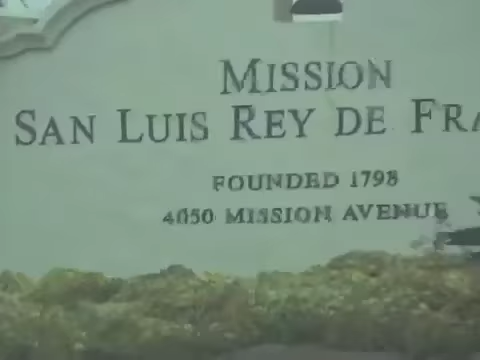 MISSION
SAN LUIS REY DE FRA
FOUNDED 1798
4050 MISSION AVENUE